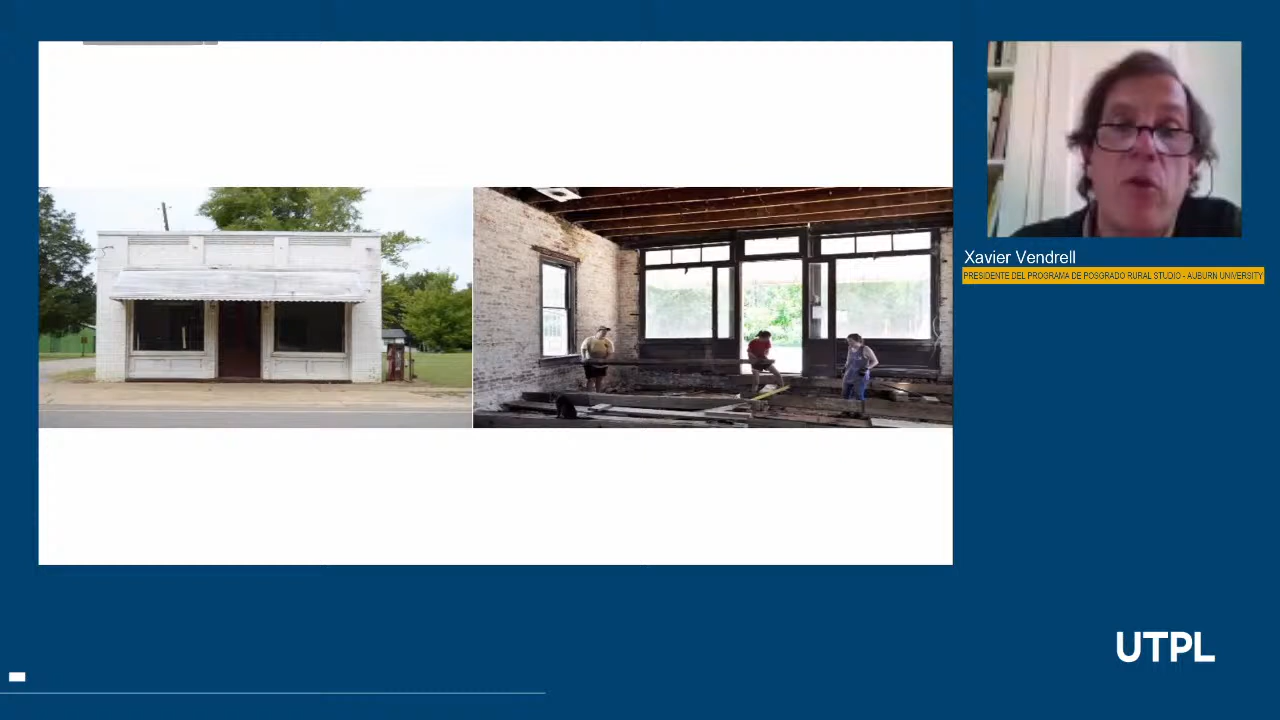 Xavier Vendrell
PRESIDENTE DEL PROGRAMA DE POSGRADO RURAL STUDIO - AUBURN UNIVERSITY
UTPL